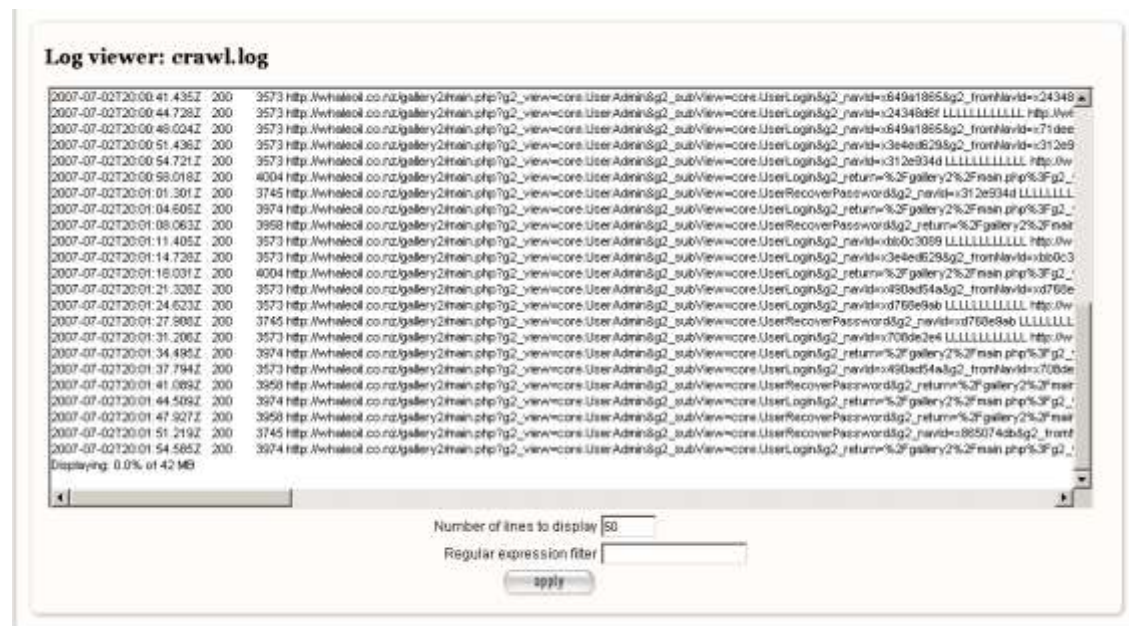 Log viewer: crawl.log
2007-07-02T20:00:41.435Z 200 3573 http://whaleoil.co.nz/gallery2/main.php?g2_view=core.UserAdmin&g2_subView=core.UserLogin&g2_navId=x649a1865&g2_fromNavId=x24348
2007-07-02T20:00:44.728Z 200 3573 http://whaleoil.co.nz/gallery2/main.php?g2_view=core.UserAdmin&g2_subView=core.UserLogin&g2_navId=x24348d6f LLLLLLLLLLLL
2007-07-02T20:00:48.024Z 200 3573 http://whaleoil.co.nz/gallery2/main.php?g2_view=core.UserAdmin&g2_subView=core.UserLogin&g2_navId=x649a1865&g2_fromNavId=x71dee
2007-07-02T20:00:51.436Z 200 3573 http://whaleoil.co.nz/gallery2/main.php?g2_view=core.UserAdmin&g2_subView=core.UserLogin&g2_navId=x3e4ed629&g2_fromNavId=x312e9
2007-07-02T20:00:54.721Z 200 3573 http://whaleoil.co.nz/gallery2/main.php?g2_view=core.UserAdmin&g2_subView=core.UserLogin&g2_navId=x312e934d LLLLLLLLLLLL http://w
2007-07-02T20:00:58.018Z 200 4004 http://whaleoil.co.nz/gallery2/main.php?g2_view=core.UserAdmin&g2_subView=core.UserLogin&g2_return=%2Fgallery2%2Fmain.php%3Fg2_
2007-07-02T20:01:01.301Z 200 3745 http://whaleoil.co.nz/gallery2/main.php?g2_view=core.UserAdmin&g2_subView=core.UserRecoverPassword&g2_navId=x312e934d LLLLLLLL
2007-07-02T20:01:04.605Z 200 3974 http://whaleoil.co.nz/gallery2/main.php?g2_view=core.UserAdmin&g2_subView=core.UserLogin&g2_return=%2Fgallery2%2Fmain.php%3Fg2_
2007-07-02T20:01:08.063Z 200 3958 http://whaleoil.co.nz/gallery2/main.php?g2_view=core.UserAdmin&g2_subView=core.UserRecoverPassword&g2_return=%2Fgallery2%2Fmain
2007-07-02T20:01:11.405Z 200 3573 http://whaleoil.co.nz/gallery2/main.php?g2_view=core.UserAdmin&g2_subView=core.UserLogin&g2_navId=xbb0c3089 LLLLLLLLLLLL http://w
2007-07-02T20:01:14.728Z 200 3573 http://whaleoil.co.nz/gallery2/main.php?g2_view=core.UserAdmin&g2_subView=core.UserLogin&g2_navId=x3e4ed629&g2_fromNavId=xbb0c3
2007-07-02T20:01:18.031Z 200 4004 http://whaleoil.co.nz/gallery2/main.php?g2_view=core.UserAdmin&g2_subView=core.UserLogin&g2_return=%2Fgallery2%2Fmain.php%3Fg2_
2007-07-02T20:01:21.328Z 200 3573 http://whaleoil.co.nz/gallery2/main.php?g2_view=core.UserAdmin&g2_subView=core.UserLogin&g2_navId=x490ad54a&g2_fromNavId=xd768e
2007-07-02T20:01:24.623Z 200 3573 http://whaleoil.co.nz/gallery2/main.php?g2_view=core.UserAdmin&g2_subView=core.UserLogin&g2_navId=xd768e9ab LLLLLLLLLLLL http://w
2007-07-02T20:01:27.908Z 200 3745 http://whaleoil.co.nz/gallery2/main.php?g2_view=core.UserAdmin&g2_subView=core.UserRecoverPassword&g2_navId=xd768e9ab LLLLLLL
2007-07-02T20:01:31.206Z 200 3573 http://whaleoil.co.nz/gallery2/main.php?g2_view=core.UserAdmin&g2_subView=core.UserLogin&g2_navId=x708de2e4 LLLLLLLLLLLL http://w
2007-07-02T20:01:34.495Z 200 3974 http://whaleoil.co.nz/gallery2/main.php?g2_view=core.UserAdmin&g2_subView=core.UserLogin&g2_return=%2Fgallery2%2Fmain.php%3Fg2_
2007-07-02T20:01:37.794Z 200 3573 http://whaleoil.co.nz/gallery2/main.php?g2_view=core.UserAdmin&g2_subView=core.UserLogin&g2_navId=x490ad54a&g2_fromNavId=x708de
2007-07-02T20:01:41.089Z 200 3958 http://whaleoil.co.nz/gallery2/main.php?g2_view=core.UserAdmin&g2_subView=core.UserRecoverPassword&g2_return=%2Fgallery2%2Fmain
2007-07-02T20:01:44.509Z 200 3974 http://whaleoil.co.nz/gallery2/main.php?g2_view=core.UserAdmin&g2_subView=core.UserLogin&g2_return=%2Fgallery2%2Fmain.php%3Fg2_
2007-07-02T20:01:47.927Z 200 3958 http://whaleoil.co.nz/gallery2/main.php?g2_view=core.UserAdmin&g2_subView=core.UserRecoverPassword&g2_return=%2Fgallery2%2Fmain
2007-07-02T20:01:51.219Z 200 3745 http://whaleoil.co.nz/gallery2/main.php?g2_view=core.UserAdmin&g2_subView=core.UserRecoverPassword&g2_navId=x865074db&g2_fromN
2007-07-02T20:01:54.585Z 200 3974 http://whaleoil.co.nz/gallery2/main.php?g2_view=core.UserAdmin&g2_subView=core.UserLogin&g2_return=%2Fgallery2%2Fmain.php%3Fg2_
Displaying: 0.0% of 42 MB
Number of lines to display 50
Regular expression filter
apply